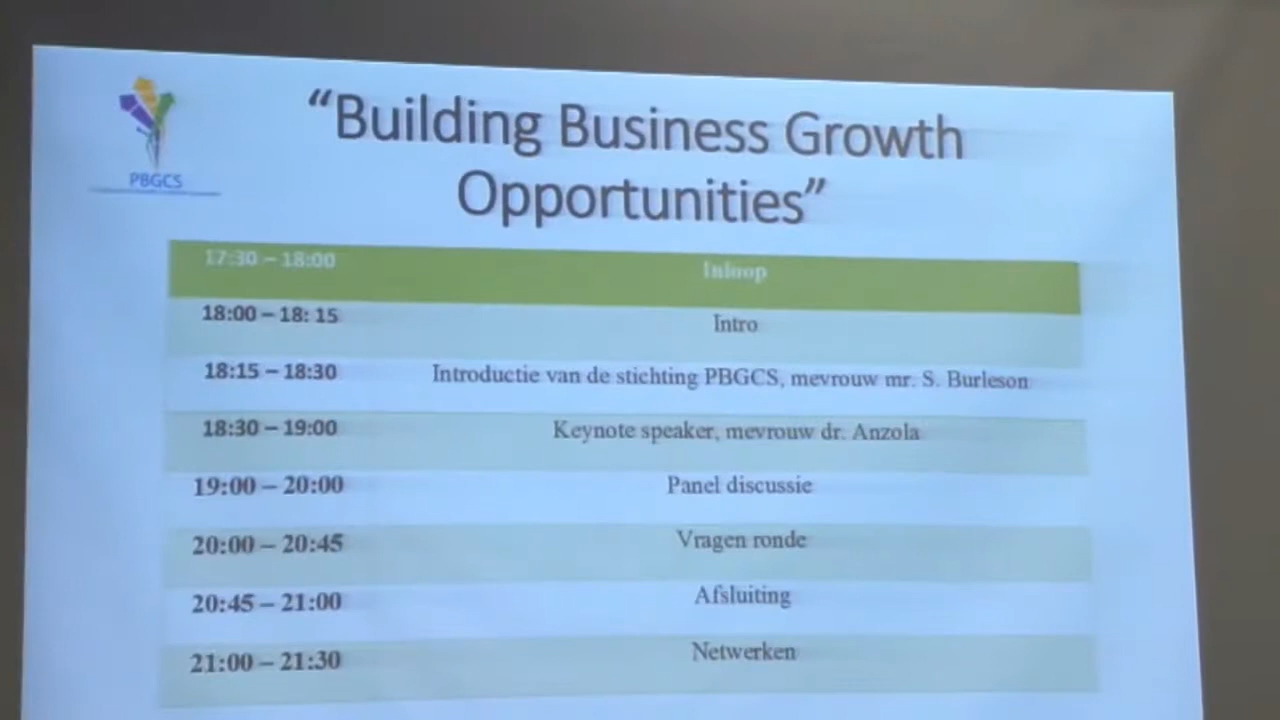 PBGCS
“Building Business Growth
Opportunities”
17:30 – 18:00 Inloop
18:00 – 18: 15 Intro
18:15 – 18:30 Introductie van de stichting PBGCS, mevrouw mr. S. Burleson
18:30 – 19:00 Keynote speaker, mevrouw dr. Anzola
19:00 – 20:00 Panel discussie
20:00 – 20:45 Vragen ronde
20:45 – 21:00 Afsluiting
21:00 – 21:30 Netwerken